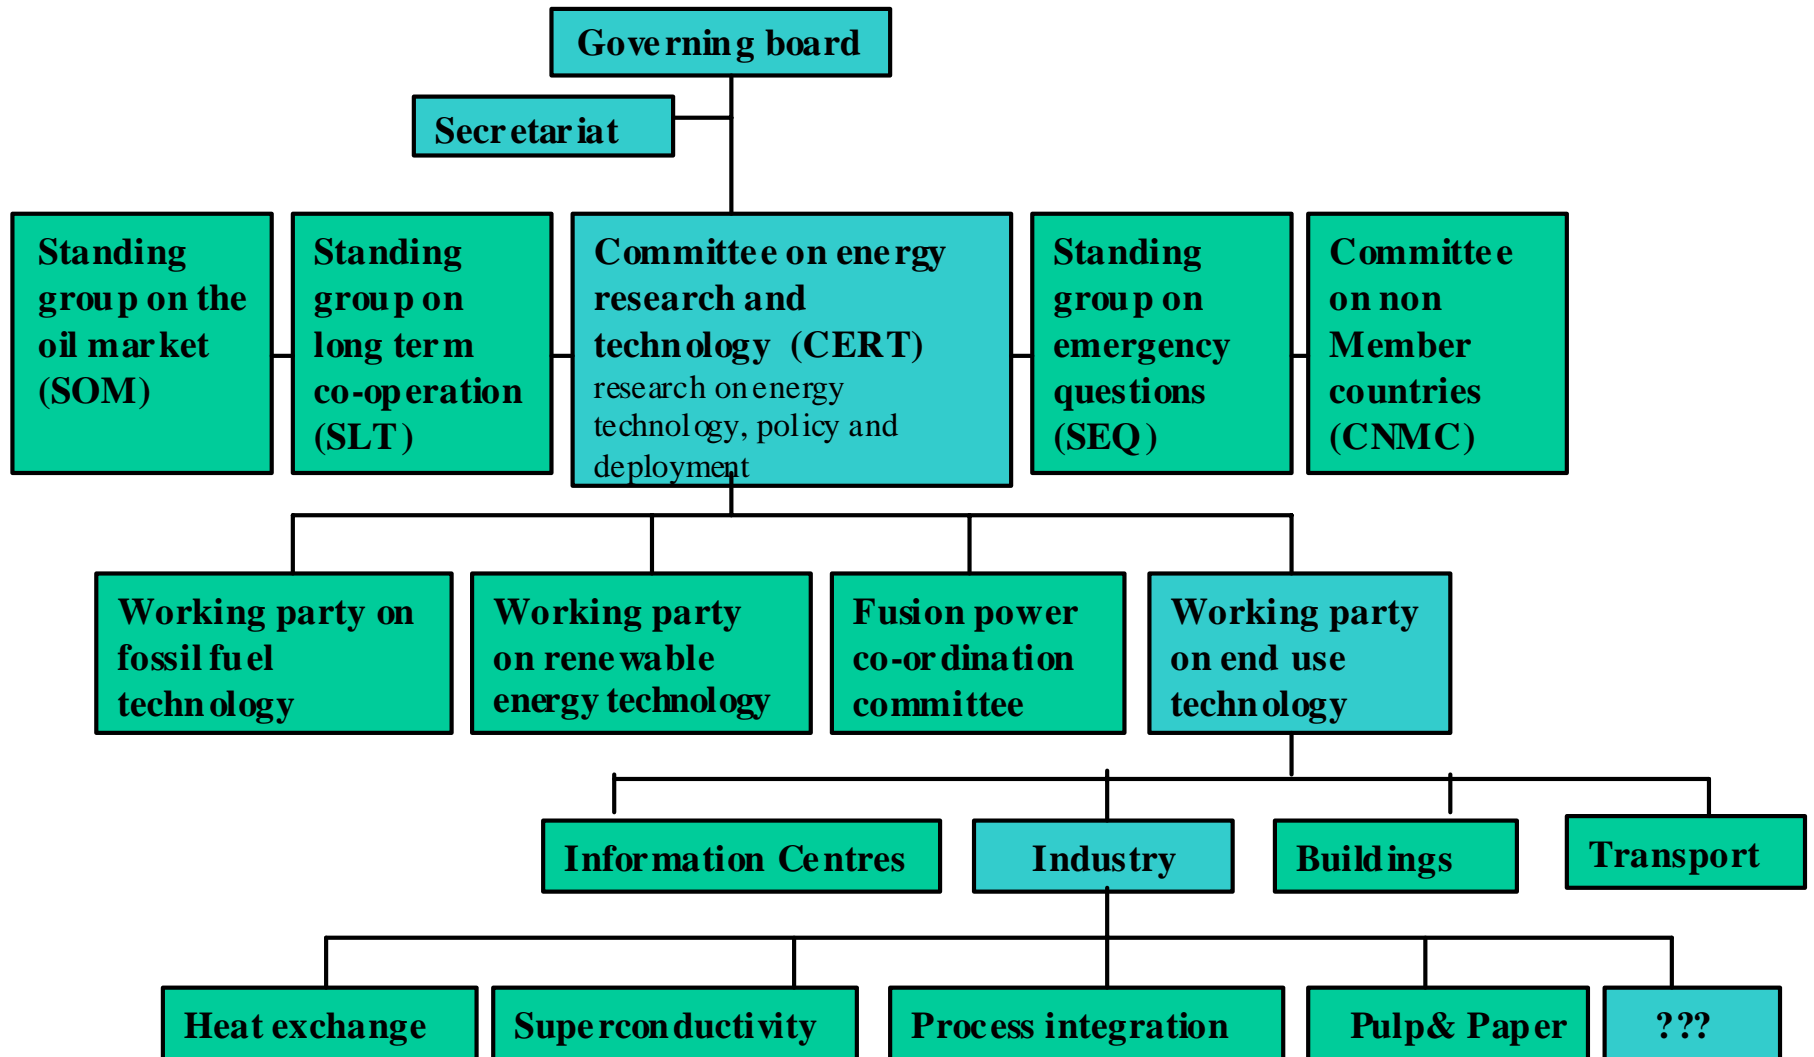 Governing board
Secretariat
Standing
group on the
oil market
(SOM)
Standing
group on
long term
co-operation
(SLT)
Committee on energy
research and
technology (CERT)
research on energy
technology, policy and
deployment
Standing
group on
emergency
questions
(SEQ)
Committee
on non
Member
countries
(CNMC)
Working party on
fossil fuel
technology
Working party
on renewable
energy technology
Fusion power
co-ordination
committee
Working party
on end use
technology
Information Centres
Industry
Buildings
Transport
Heat exchange
Superconductivity
Process integration
Pulp& Paper
???